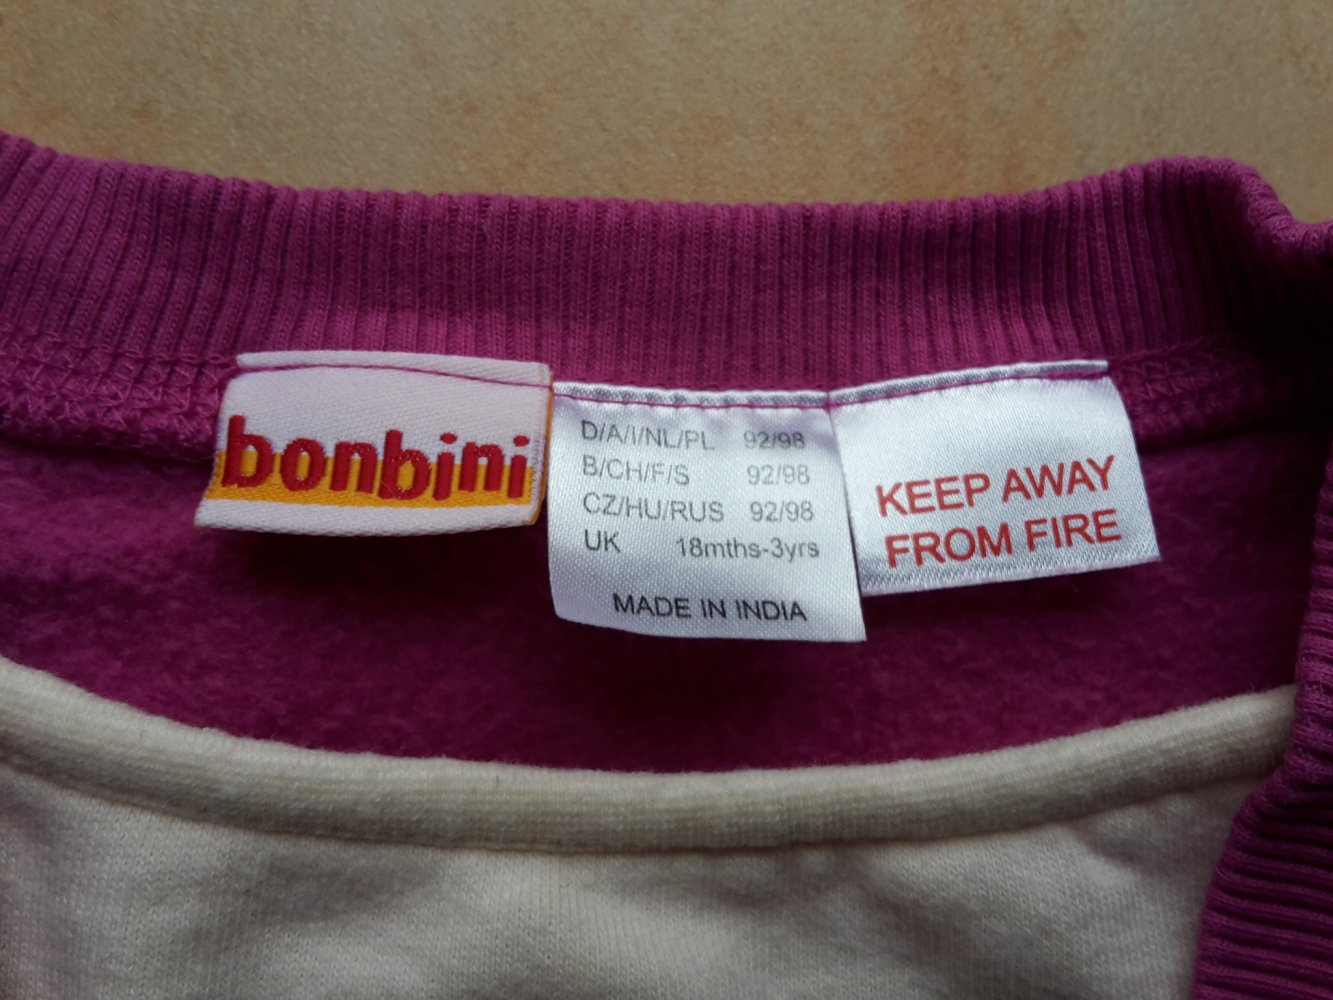 bonbini
D/A/I/NL/PL 92/98
B/CH/F/S 92/98
CZ/HU/RUS 92/98
UK 18mths-3yrs
MADE IN INDIA
KEEP AWAY
FROM FIRE